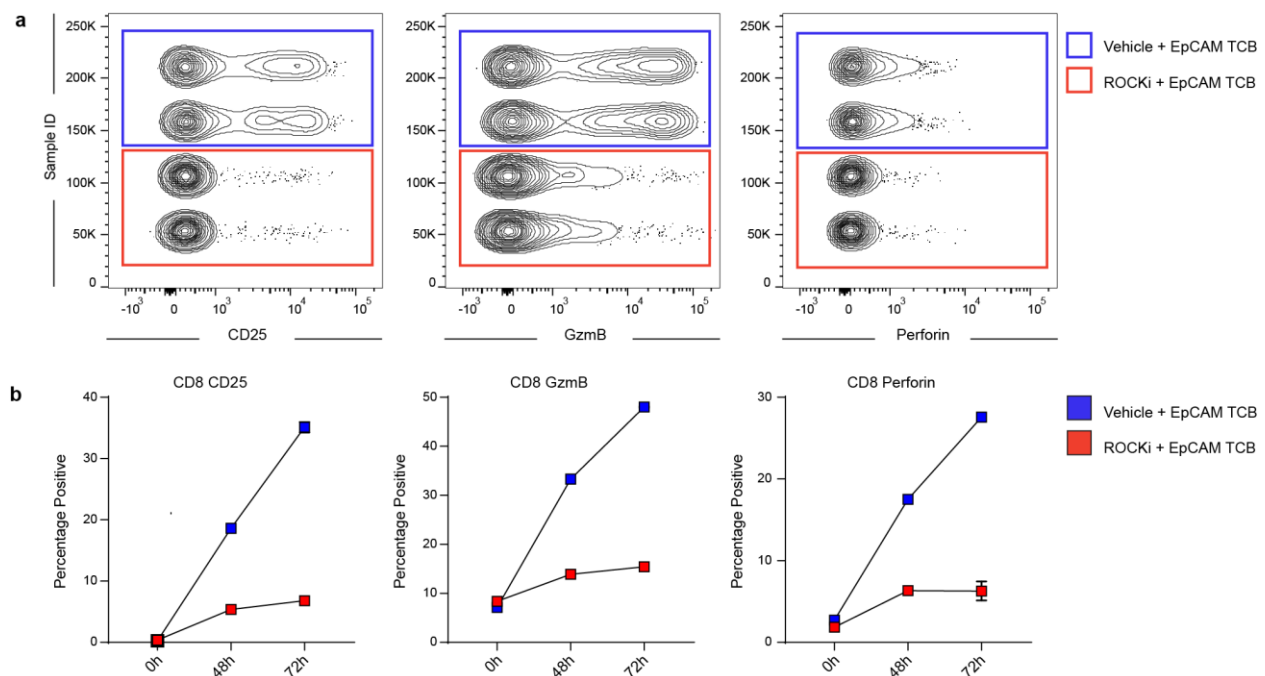 a
Sample ID
250K
200K
150K
100K
50K
0
-10³ 0 10³ 10⁴ 10⁵
CD25
-10³ 0 10³ 10⁴ 10⁵
GzmB
-10³ 0 10³ 10⁴ 10⁵
Perforin
250K
200K
150K
100K
50K
0
250K
200K
150K
100K
50K
0
Vehicle + EpCAM TCB
ROCKi + EpCAM TCB
b
CD8 CD25
Percentage Positive
40
30
20
10
0
0h 48h 72h
CD8 GzmB
Percentage Positive
50
40
30
20
10
0
0h 48h 72h
CD8 Perforin
Percentage Positive
30
20
10
0
0h 48h 72h
Vehicle + EpCAM TCB
ROCKi + EpCAM TCB